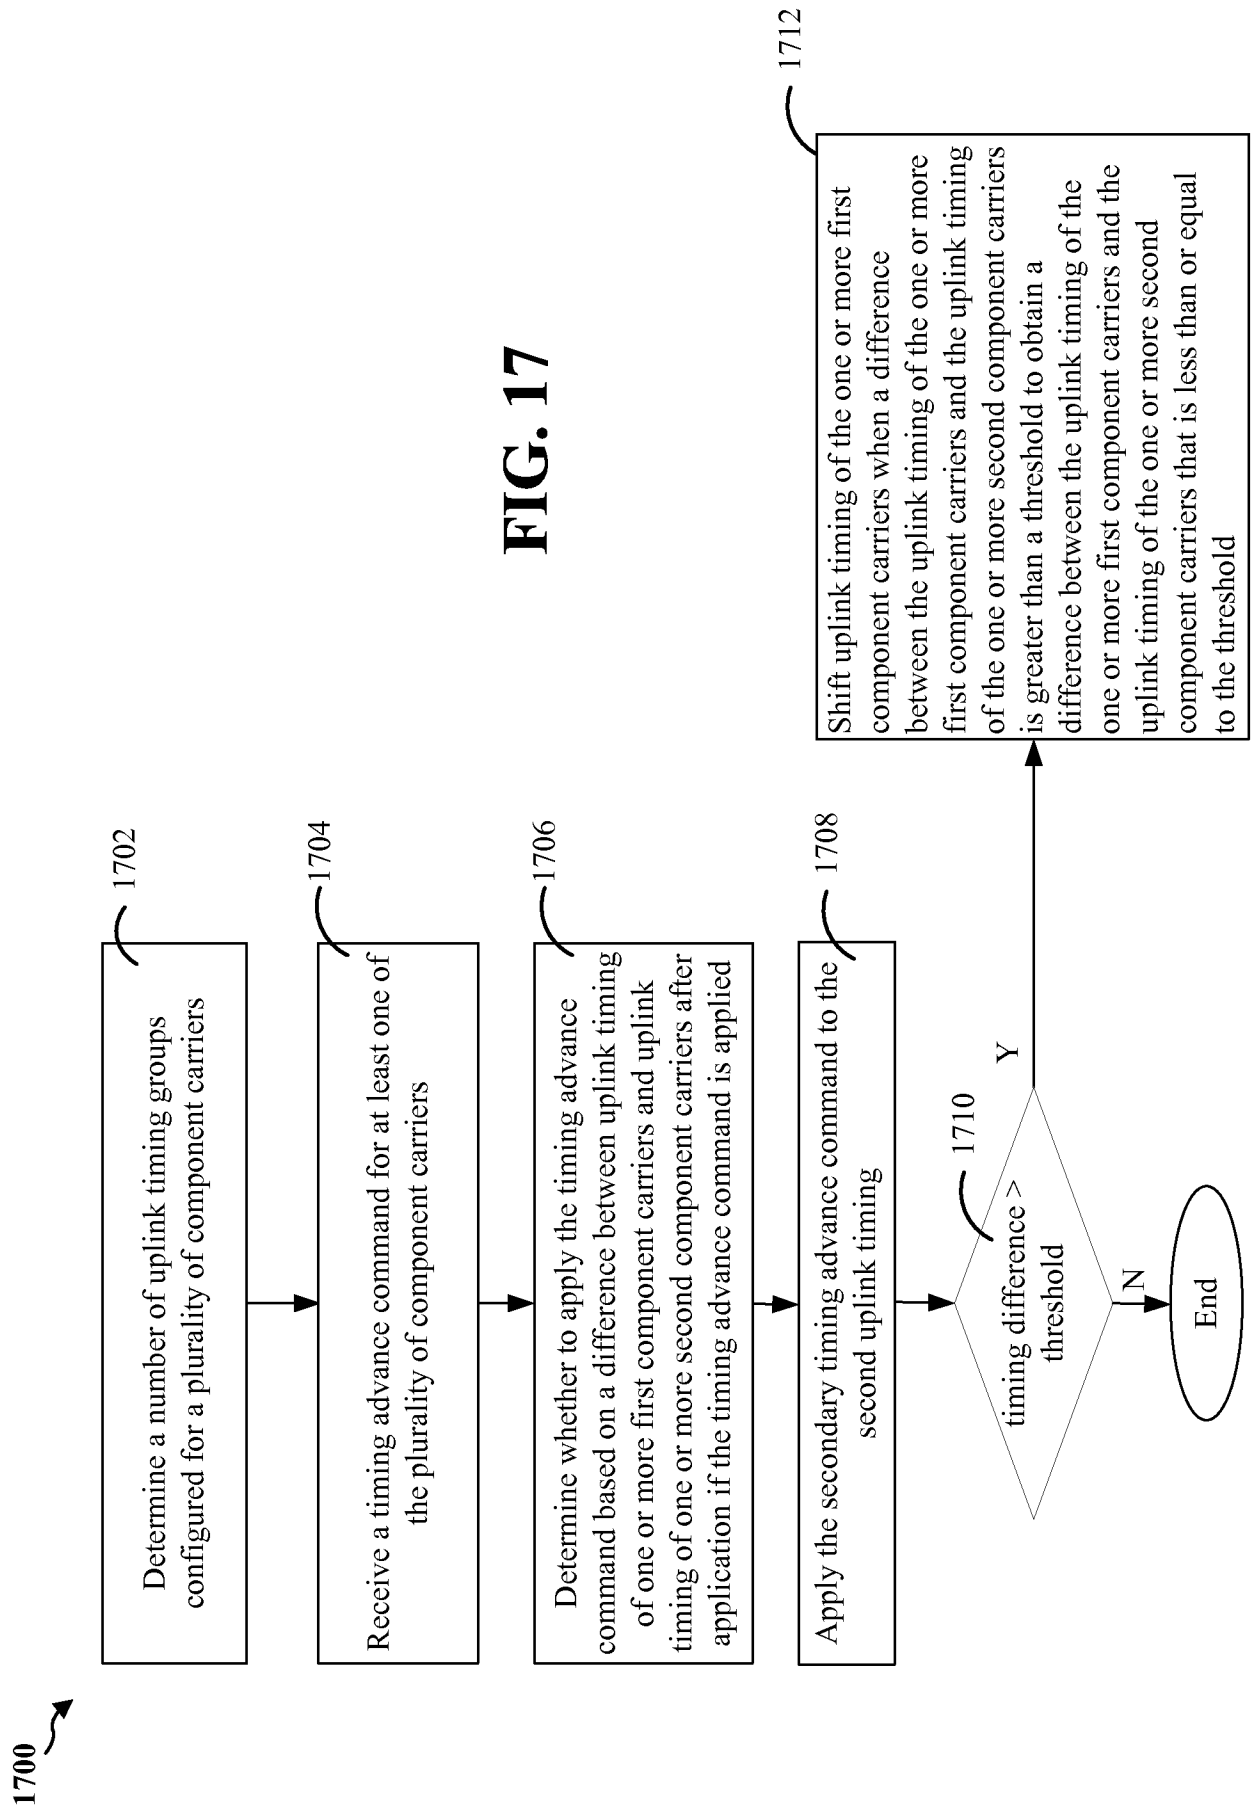 1700
1702
Determine a number of uplink timing groups
configured for a plurality of component carriers
1704
Receive a timing advance command for at least one of
the plurality of component carriers
1706
Determine whether to apply the timing advance
command based on a difference between uplink timing
of one or more first component carriers and uplink
timing of one or more second component carriers after
application if the timing advance command is applied
1708
Apply the secondary timing advance command to the
second uplink timing
1710
timing difference >
threshold
Y
N
End
1712
Shift uplink timing of the one or more first
component carriers when a difference
between the uplink timing of the one or more
first component carriers and the uplink timing
of the one or more second component carriers
is greater than a threshold to obtain a
difference between the uplink timing of the
one or more first component carriers and the
uplink timing of the one or more second
component carriers that is less than or equal
to the threshold
FIG. 17